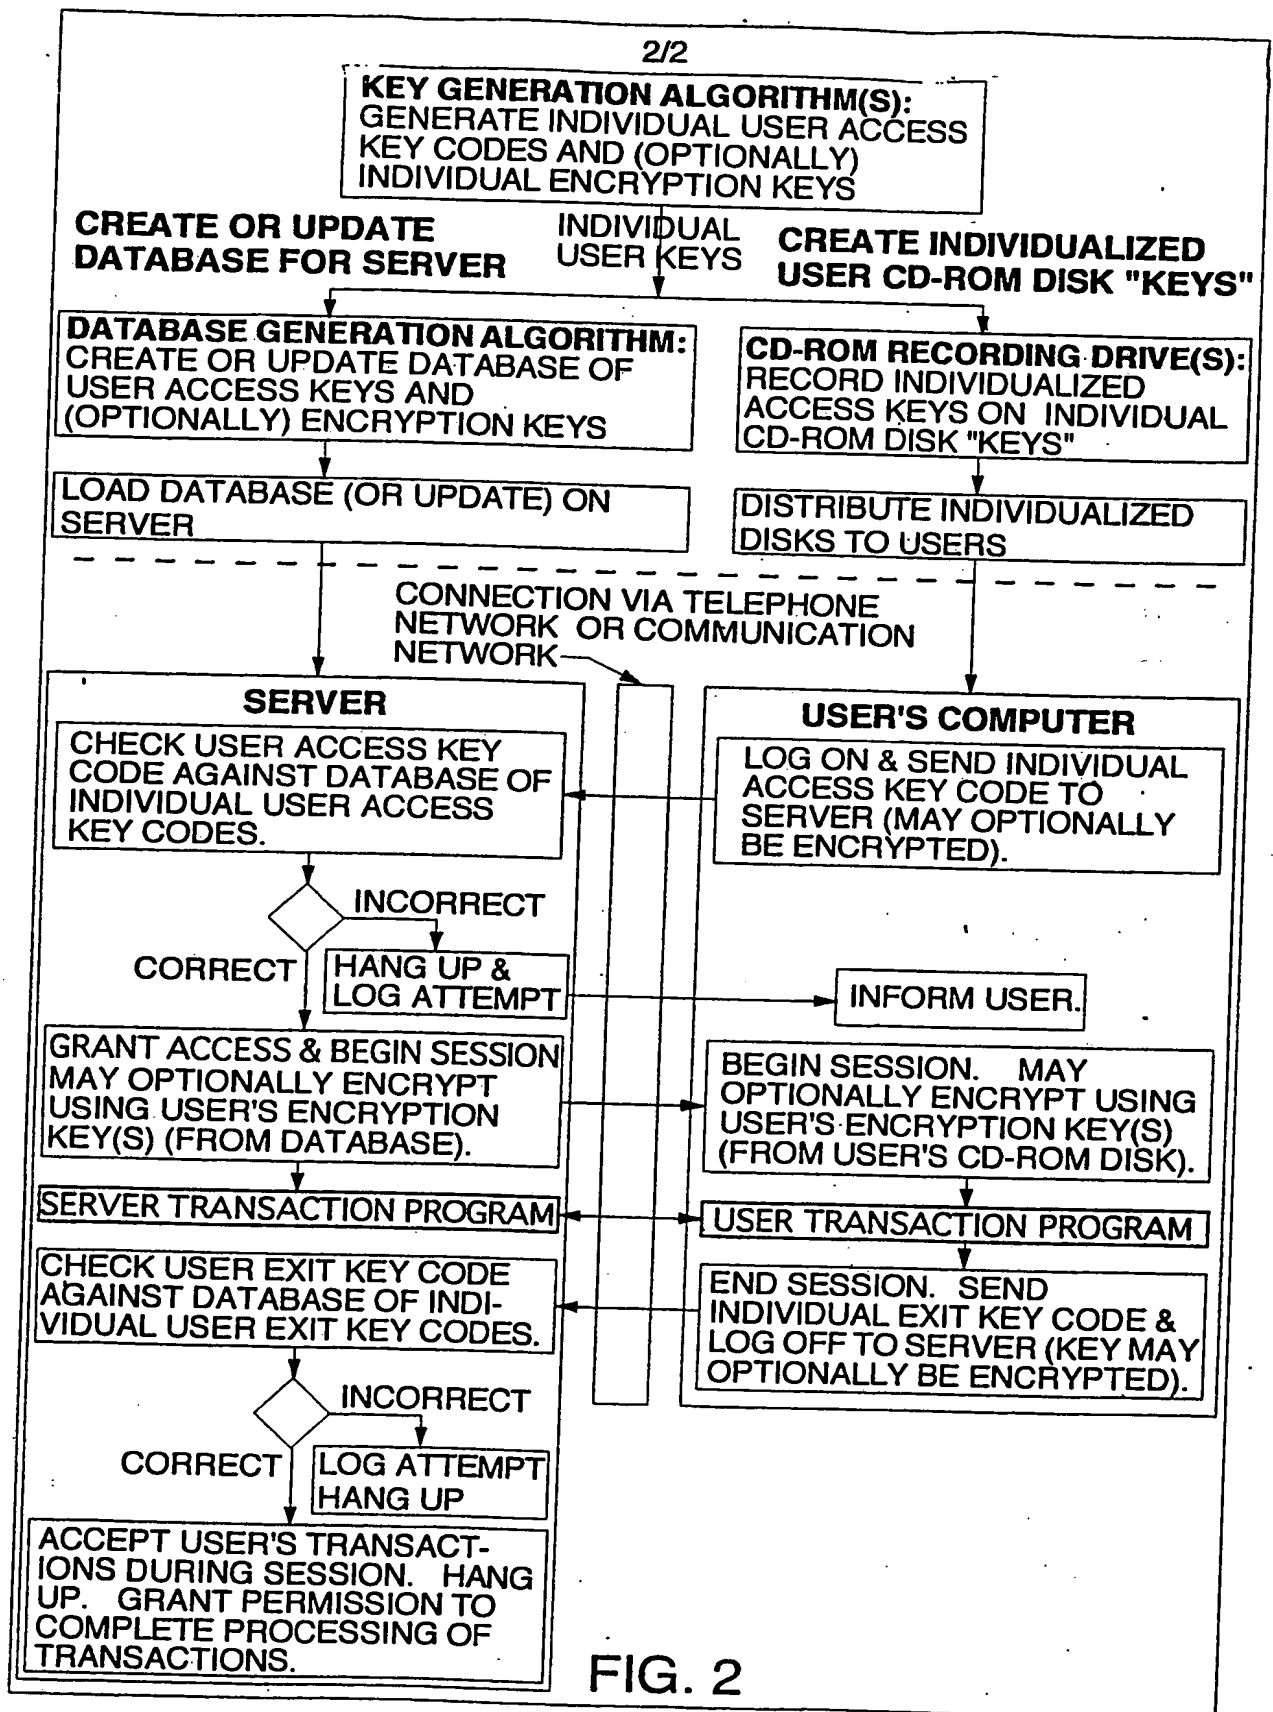 2/2
KEY GENERATION ALGORITHM(S):
GENERATE INDIVIDUAL USER ACCESS
KEY CODES AND (OPTIONALLY)
INDIVIDUAL ENCRYPTION KEYS
CREATE OR UPDATE
DATABASE FOR SERVER
INDIVIDUAL
USER KEYS
CREATE INDIVIDUALIZED
USER CD-ROM DISK "KEYS"
DATABASE GENERATION ALGORITHM:
CREATE OR UPDATE DATABASE OF
USER ACCESS KEYS AND
(OPTIONALLY) ENCRYPTION KEYS
CD-ROM RECORDING DRIVE(S):
RECORD INDIVIDUALIZED
ACCESS KEYS ON INDIVIDUAL
CD-ROM DISK "KEYS"
LOAD DATABASE (OR UPDATE) ON
SERVER
DISTRIBUTE INDIVIDUALIZED
DISKS TO USERS
CONNECTION VIA TELEPHONE
NETWORK OR COMMUNICATION
NETWORK
SERVER
CHECK USER ACCESS KEY
CODE AGAINST DATABASE OF
INDIVIDUAL USER ACCESS
KEY CODES.
USER'S COMPUTER
LOG ON & SEND INDIVIDUAL
ACCESS KEY CODE TO
SERVER (MAY OPTIONALLY
BE ENCRYPTED).
INCORRECT
CORRECT
HANG UP &
LOG ATTEMPT
INFORM USER.
GRANT ACCESS & BEGIN SESSION
MAY OPTIONALLY ENCRYPT
USING USER'S ENCRYPTION
KEY(S) (FROM DATABASE).
BEGIN SESSION. MAY
OPTIONALLY ENCRYPT USING
USER'S ENCRYPTION KEY(S)
(FROM USER'S CD-ROM DISK).
SERVER TRANSACTION PROGRAM
USER TRANSACTION PROGRAM
CHECK USER EXIT KEY CODE
AGAINST DATABASE OF INDI-
VIDUAL USER EXIT KEY CODES.
END SESSION. SEND
INDIVIDUAL EXIT KEY CODE &
LOG OFF TO SERVER (KEY MAY
OPTIONALLY BE ENCRYPTED).
INCORRECT
CORRECT
LOG ATTEMPT
HANG UP
ACCEPT USER'S TRANSACT-
IONS DURING SESSION. HANG
UP. GRANT PERMISSION TO
COMPLETE PROCESSING OF
TRANSACTIONS.
FIG. 2